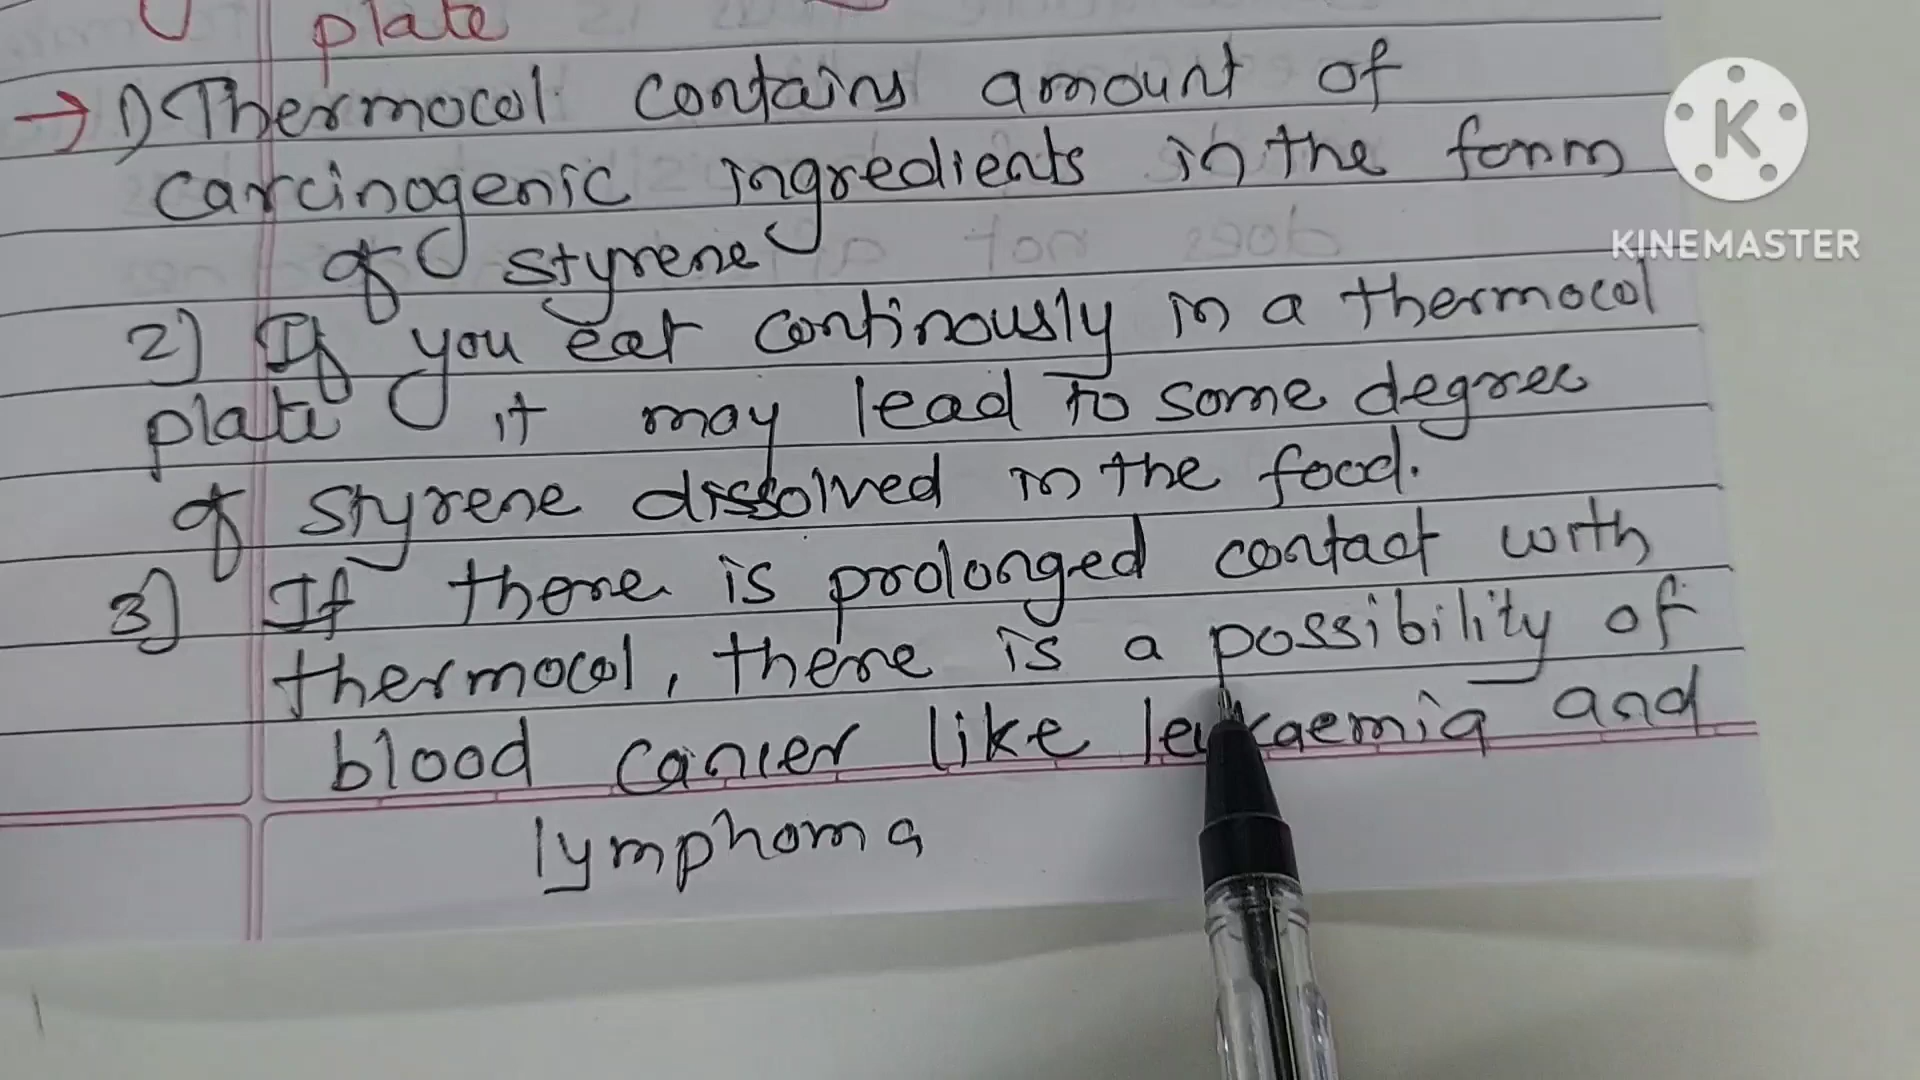 plate
→ 1) Thermocol contains amount of
carcinogenic ingredients in the form
of styrene
2) If you eat continously in a thermocol
plate it may lead to some degree
of styrene dissolved in the food.
3) If there is prolonged contact with
thermocol, there is a possibility of
blood cancer like leukaemia and
lymphoma
K
KINEMASTER